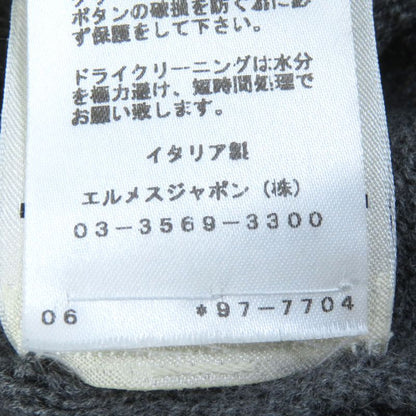 ボタンの破損を防ぐ為に必
ず保護をして下さい。
ドライクリーニングは水分
を極力避け、短時間処理で
お願い致します。
イタリア製
エルメスジャポン(株)
03-3569-3300
06
*97-7704